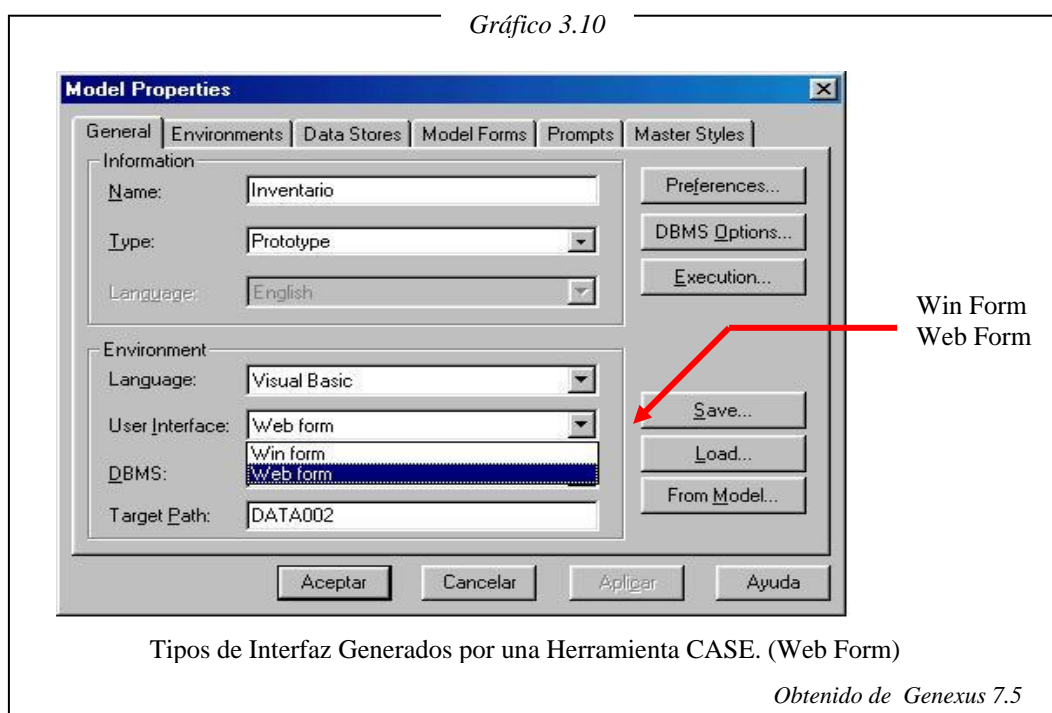 Gráfico 3.10
Model Properties
General Environments Data Stores Model Forms Prompts Master Styles
Information
Name: Inventario
Preferences...
Type: Prototype
DBMS Options...
Language: English
Execution...
Win Form
Web Form
Environment
Language: Visual Basic
User Interface: Web form
Save...
Win form
Web form
Load...
DBMS:
From Model...
Target Path: DATA002
Aceptar Cancelar Aplicar Ayuda
Tipos de Interfaz Generados por una Herramienta CASE. (Web Form)
Obtenido de Genexus 7.5